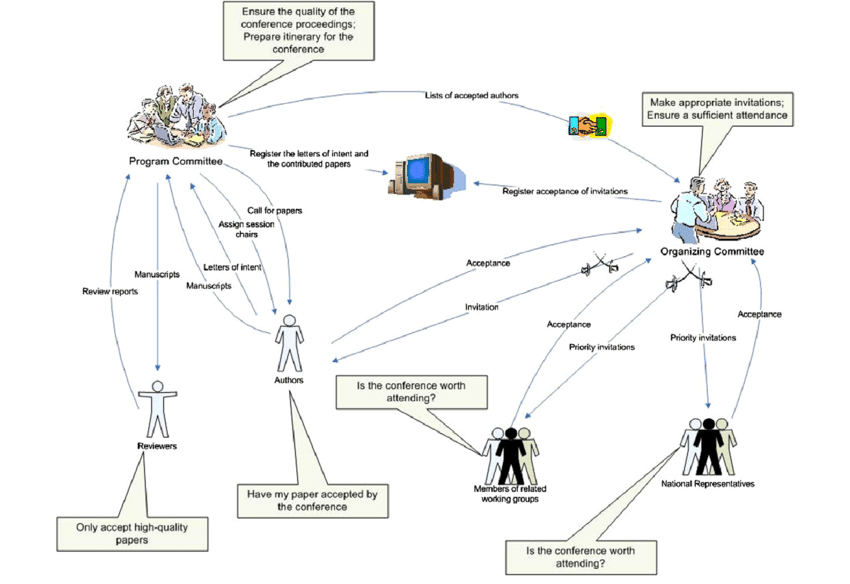 Ensure the quality of the
conference proceedings;
Prepare itinerary for the
conference
Lists of accepted authors
Make appropriate invitations;
Ensure a sufficient attendance
Program Committee
Register the letters of intent and
the contributed papers
Register acceptance of invitations
Call for papers
Assign session
chairs
Organizing Committee
Acceptance
Letters of intent
Manuscripts
Manuscripts
Review reports
Invitation
Acceptance
Acceptance
Priority invitations
Priority invitations
Authors
Is the conference worth
attending?
Reviewers
Members of related
working groups
National Representatives
Have my paper accepted by
the conference
Only accept high-quality
papers
Is the conference worth
attending?